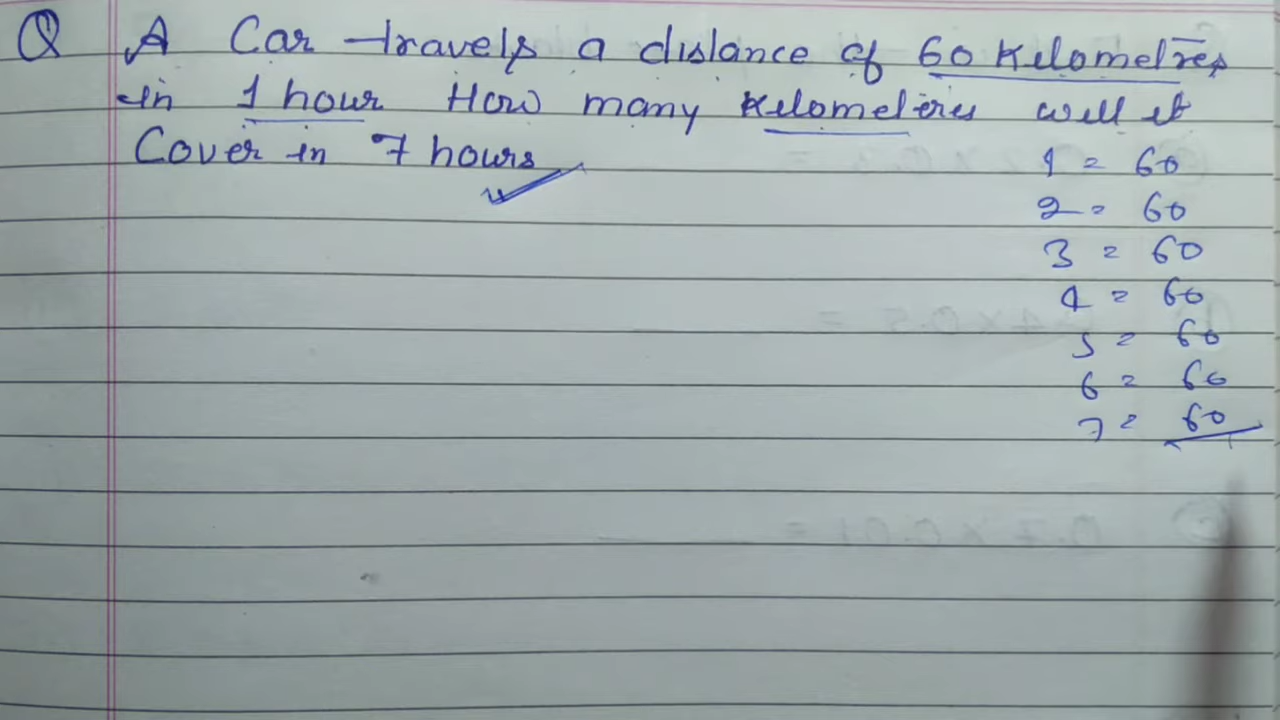 Q A Car travels a distance of 60 Kilometres
in 1 hour How many Kilometres will it
Cover in 7 hours
1 = 60
2 = 60
3 = 60
4 = 60
5 = 60
6 = 60
7 = 60